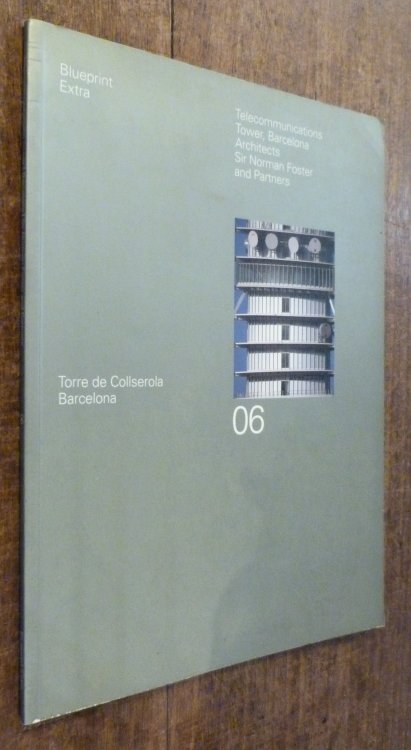 Blueprint
Extra
Telecommunications
Tower, Barcelona
Architects
Sir Norman Foster
and Partners
Torre de Collserola
Barcelona
06